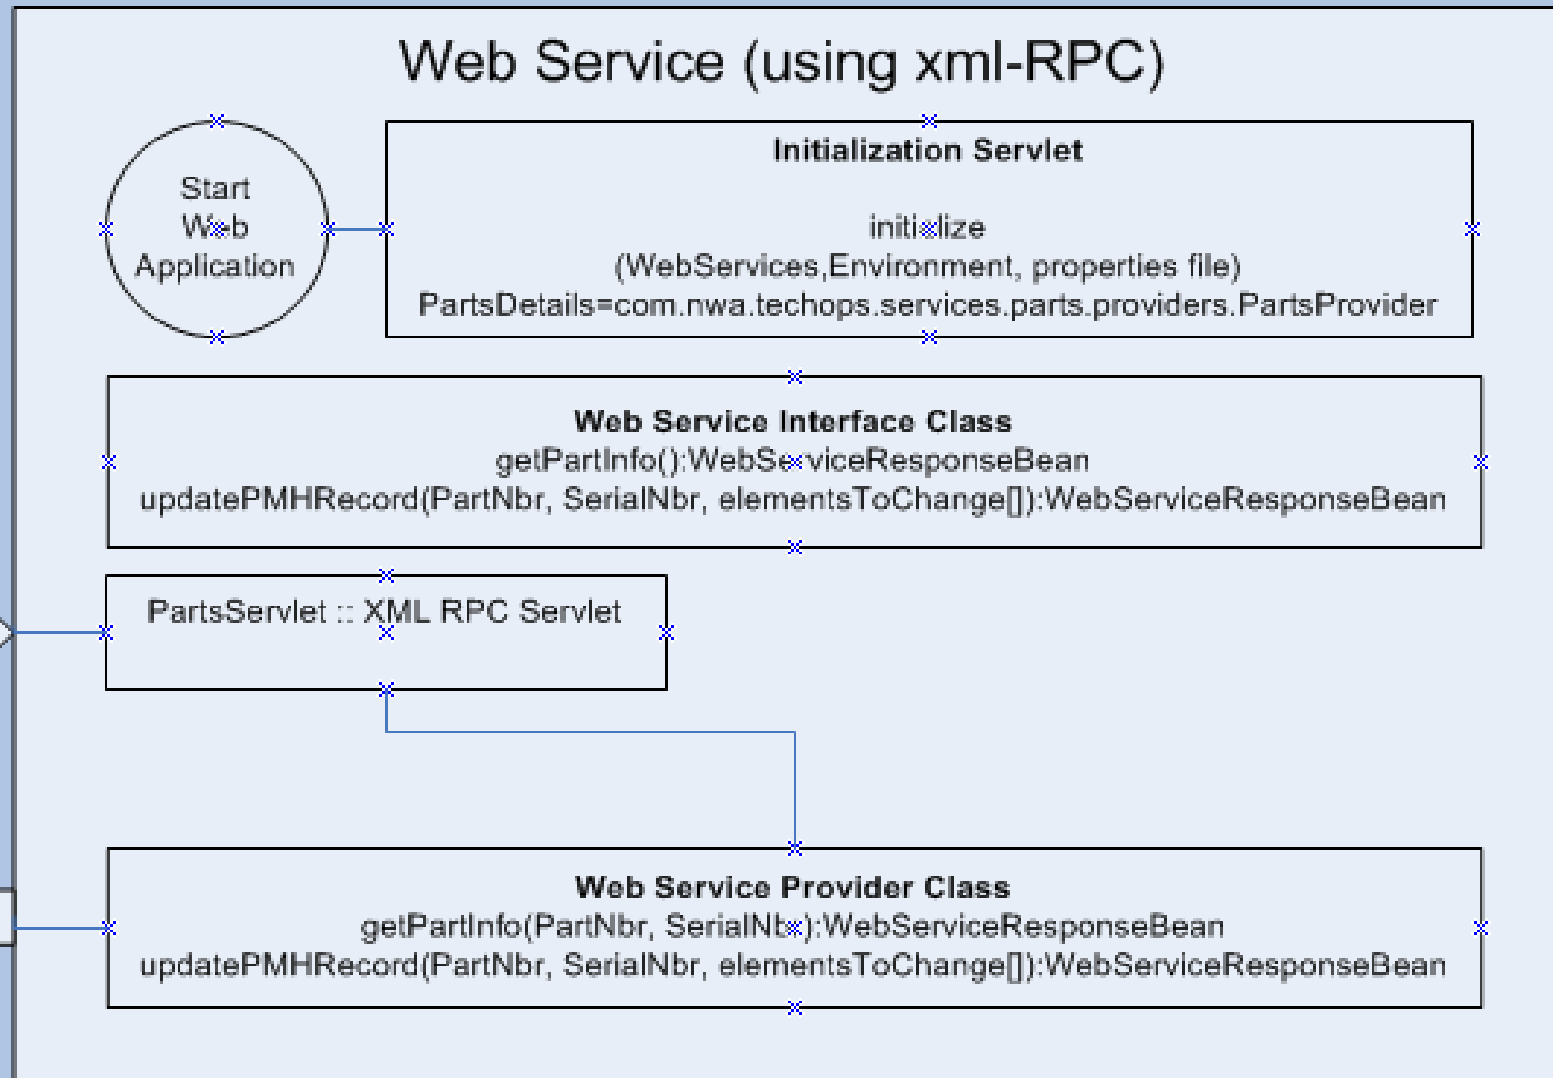 Web Service (using xml-RPC)
Start
Web
Application
Initialization Servlet
initialize
(WebServices,Environment, properties file)
PartsDetails=com.nwa.techops.services.parts.providers.PartsProvider
Web Service Interface Class
getPartInfo():WebServiceResponseBean
updatePMHRecord(PartNbr, SerialNbr, elementsToChange[]):WebServiceResponseBean
PartsServlet :: XML RPC Servlet
Web Service Provider Class
getPartInfo(PartNbr, SerialNbr):WebServiceResponseBean
updatePMHRecord(PartNbr, SerialNbr, elementsToChange[]):WebServiceResponseBean